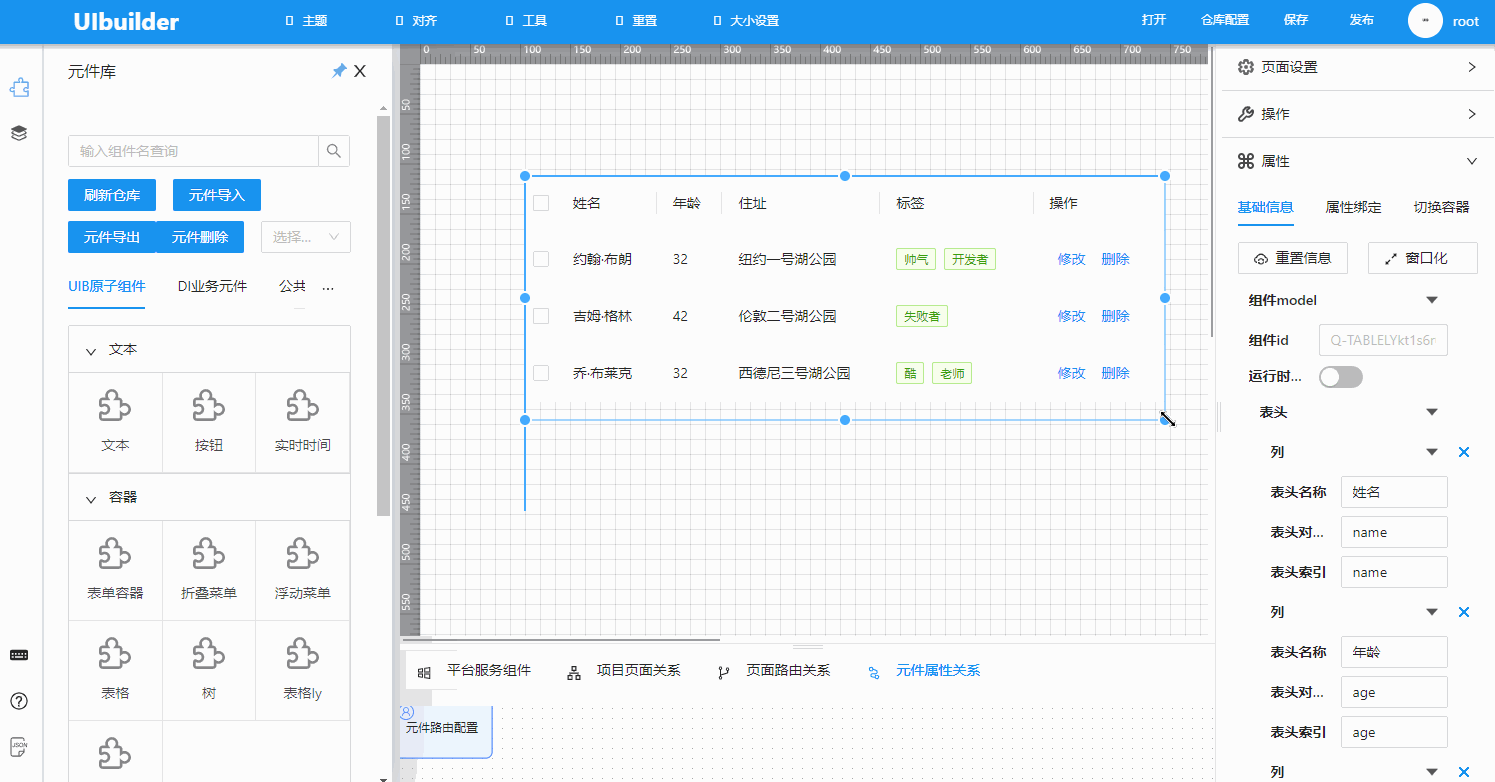 UIbuilder 主题 对齐 工具 重置 大小设置 打开 仓库配置 保存 发布 root
元件库
输入组件名查询
刷新仓库 元件导入
元件导出 元件删除 选择...
UIB原子组件 DI业务元件 公共 ...
文本
文本 按钮 实时时间
容器
表单容器 折叠菜单 浮动菜单
表格 树 表格ly
JSON
0 50 100 150 200 250 300 350 400 450 500 550 600 650 700 750
50
100
150
200
250
300
350
400
450
500
550
姓名 年龄 住址 标签 操作
约翰·布朗 32 纽约一号湖公园 帅气 开发者 修改 删除
吉姆·格林 42 伦敦二号湖公园 失败者 修改 删除
乔·布莱克 32 西德尼三号湖公园 酷 老师 修改 删除
平台服务组件 项目页面关系 页面路由关系 元件属性关系
元件路由配置
页面设置
操作
属性
基础信息 属性绑定 切换容器
重置信息 窗口化
组件model
组件id Q-TABLELYkt1s6r
运行时...
表头
列
表头名称 姓名
表头对... name
表头索引 name
列
表头名称 年龄
表头对... age
表头索引 age
列